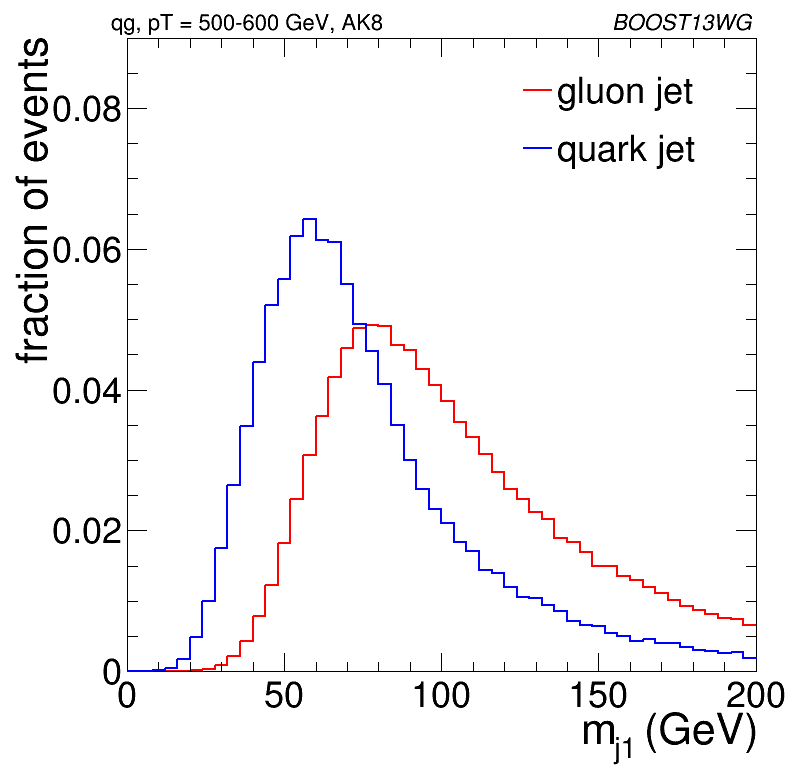 qg, pT = 500-600 GeV, AK8
BOOST13WG
fraction of events
gluon jet
quark jet
0.08
0.06
0.04
0.02
0
0
50
100
150
200
m_j1 (GeV)